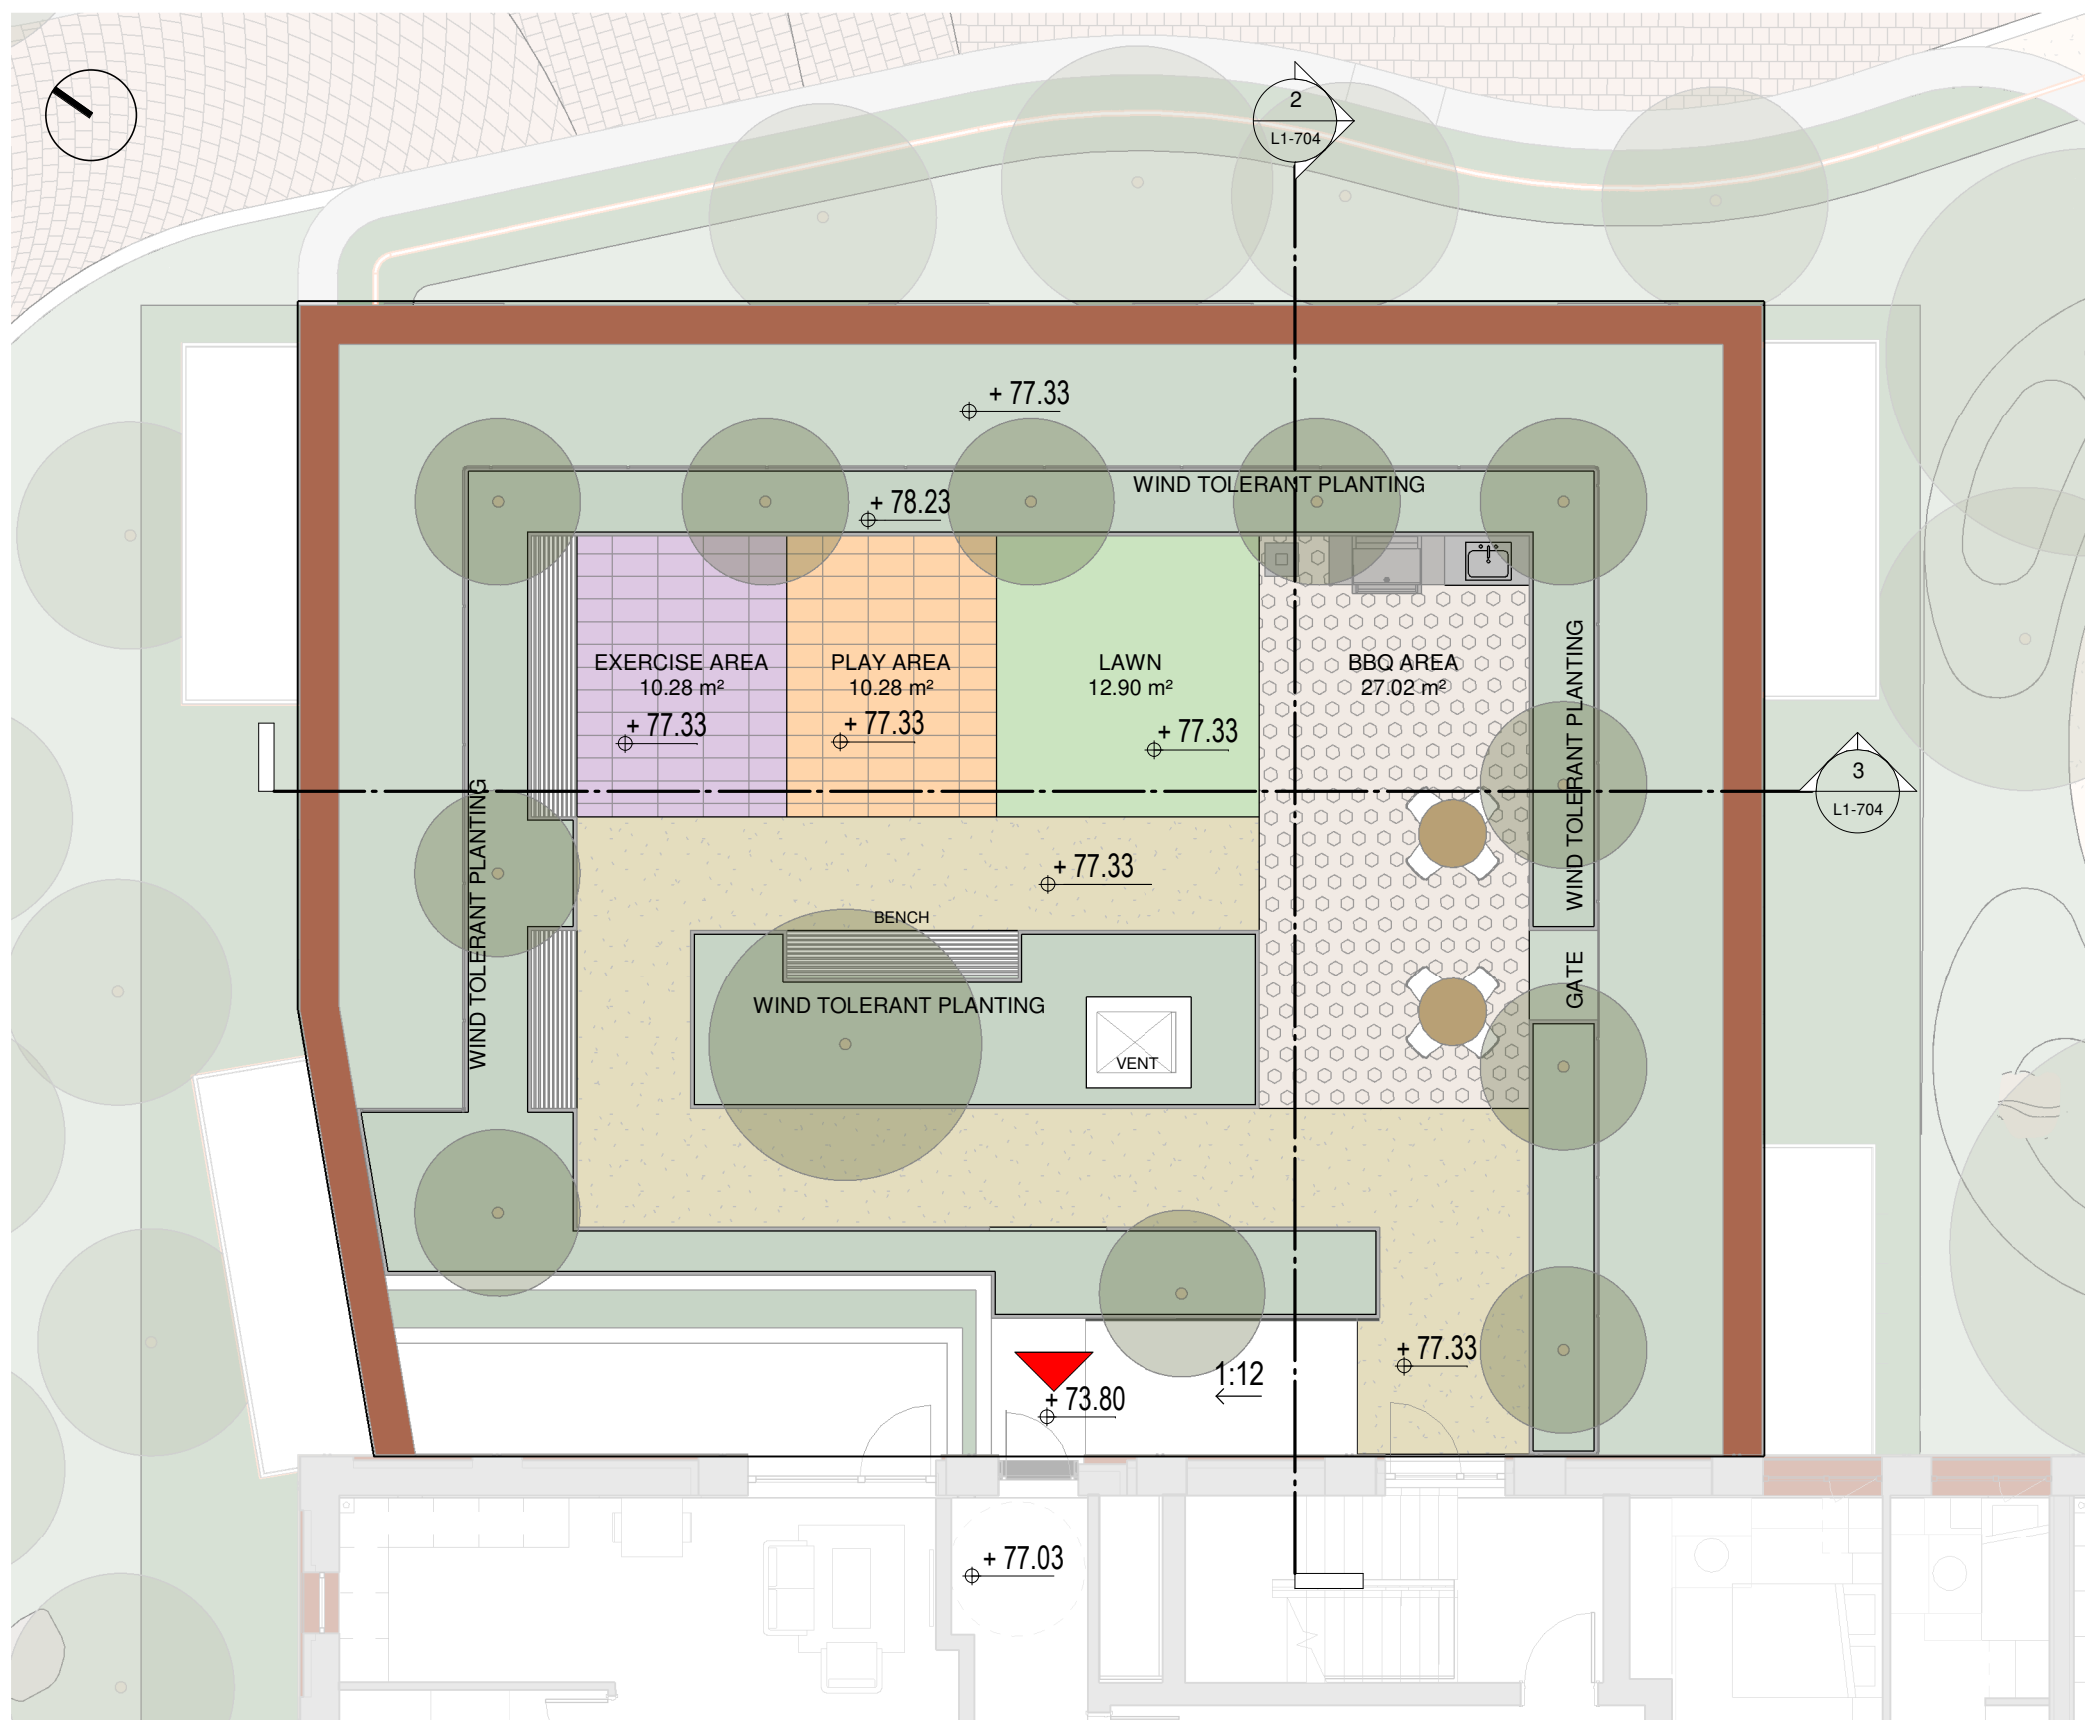 2
L1-704
+ 77.33
WIND TOLERANT PLANTING
+ 78.23
EXERCISE AREA
10.28 m²
PLAY AREA
10.28 m²
LAWN
12.90 m²
BBQ AREA
27.02 m²
+ 77.33
+ 77.33
+ 77.33
WIND TOLERANT PLANTING
3
L1-704
WIND TOLERANT PLANTING
+ 77.33
BENCH
WIND TOLERANT PLANTING
VENT
GATE
+ 77.33
1:12
+ 73.80
+ 77.03